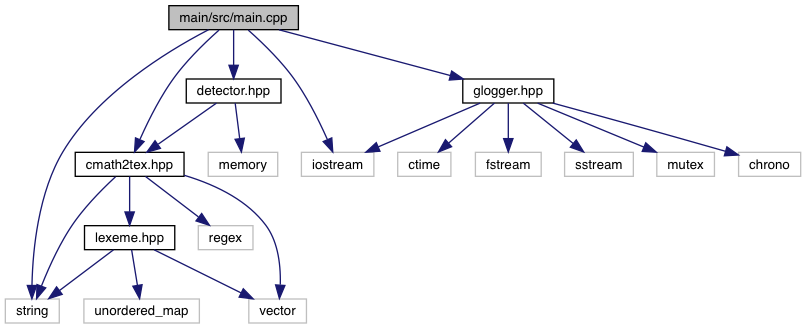 main/src/main.cpp
detector.hpp
glogger.hpp
cmath2tex.hpp
memory
iostream
ctime
fstream
sstream
mutex
chrono
lexeme.hpp
regex
string
unordered_map
vector